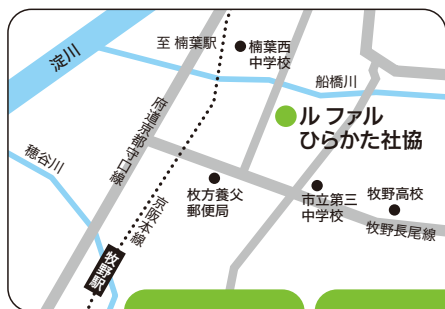 淀川
至 楠葉駅
楠葉西
中学校
船橋川
府道京都守口線
ル ファル
ひらかた社協
穂谷川
京阪本線
枚方養父
郵便局
市立第三
中学校
牧野高校
牧野長尾線
牧野駅